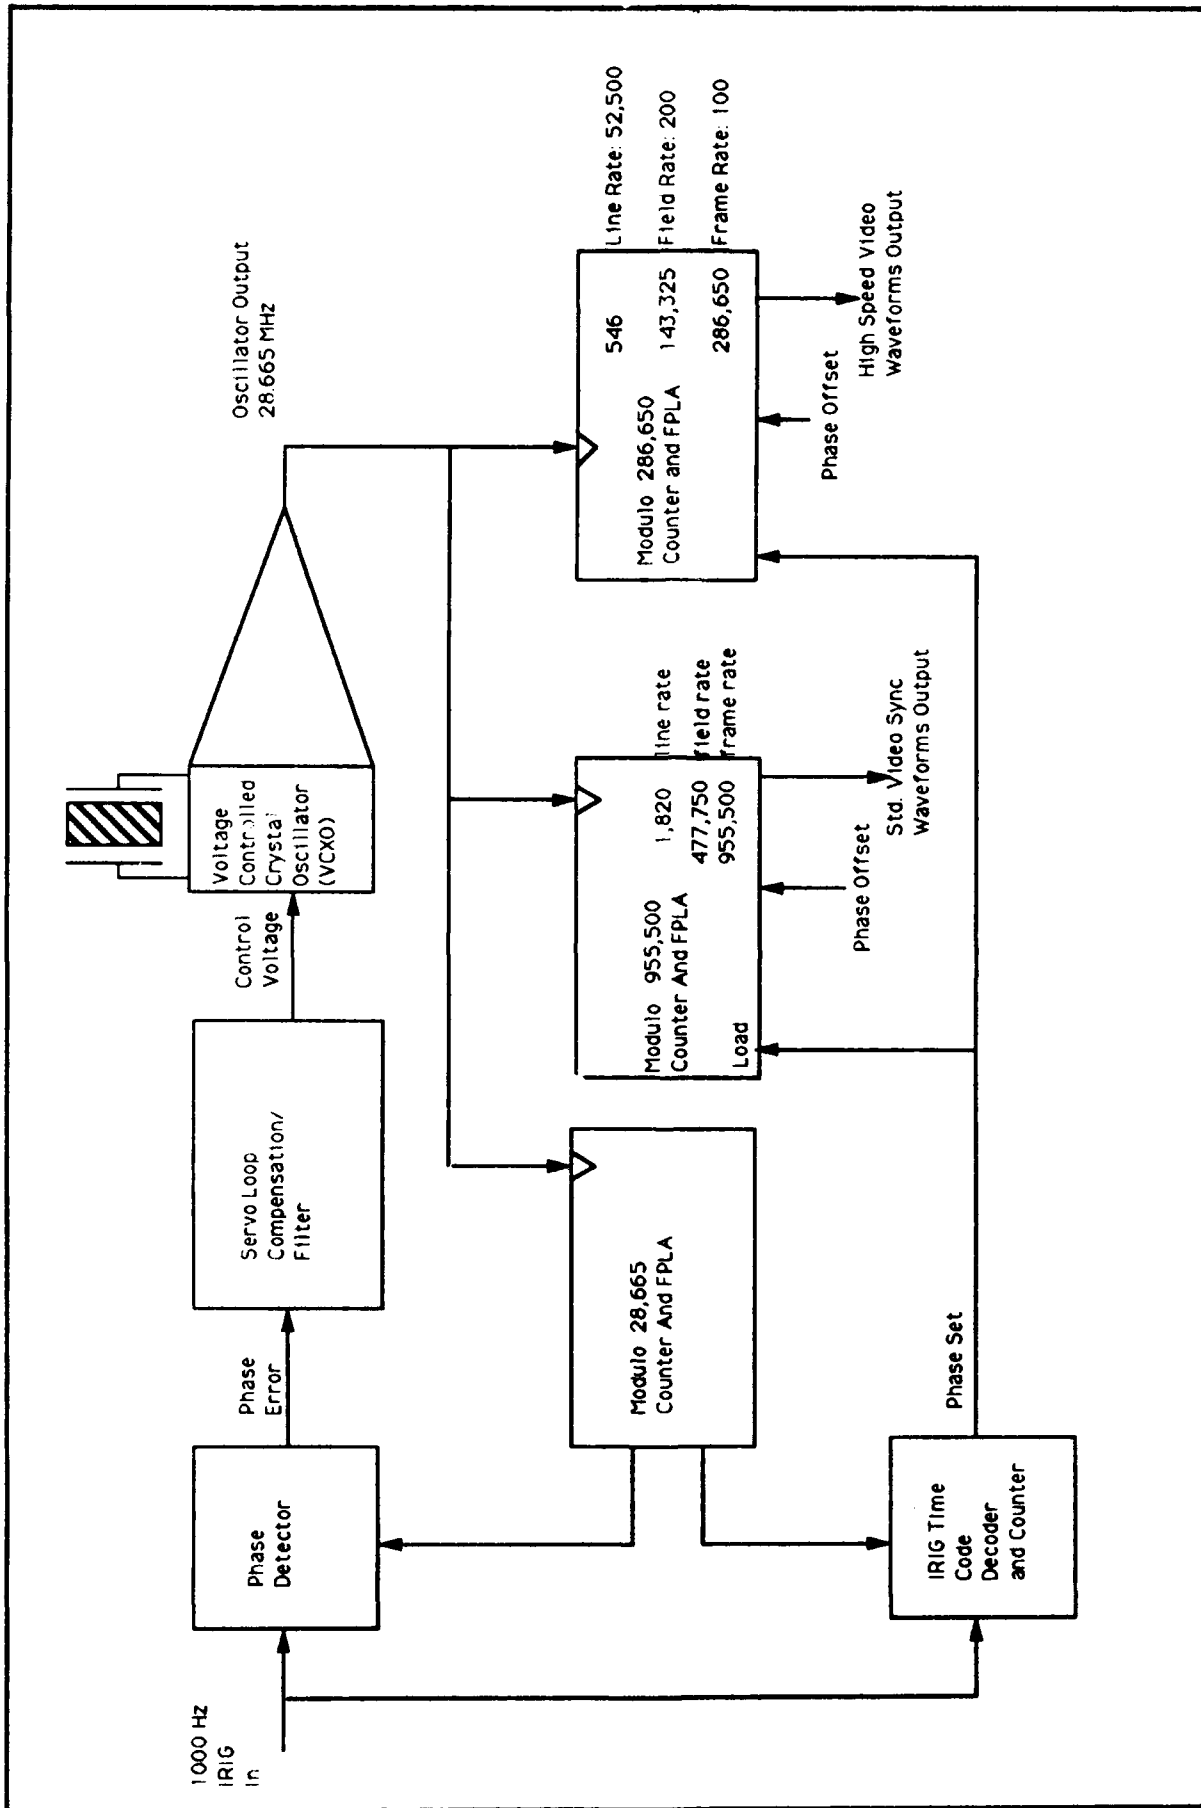 1000 Hz
IRIG
In
Phase
Detector
Phase
Error
Servo Loop
Compensation/
Filter
Control
Voltage
Voltage
Controlled
Crystal
Oscillator
(VCXO)
Oscillator Output
28.665 MHz
Modulo 28,665
Counter And FPLA
Modulo 955,500
Counter And FPLA
Load
1,820 line rate
477,750 field rate
955,500 frame rate
Phase Offset
Std. Video Sync
Waveforms Output
Modulo 286,650
Counter and FPLA
546 Line Rate: 52,500
143,325 Field Rate: 200
286,650 Frame Rate: 100
Phase Offset
High Speed Video
Waveforms Output
IRIG Time
Code
Decoder
and Counter
Phase Set